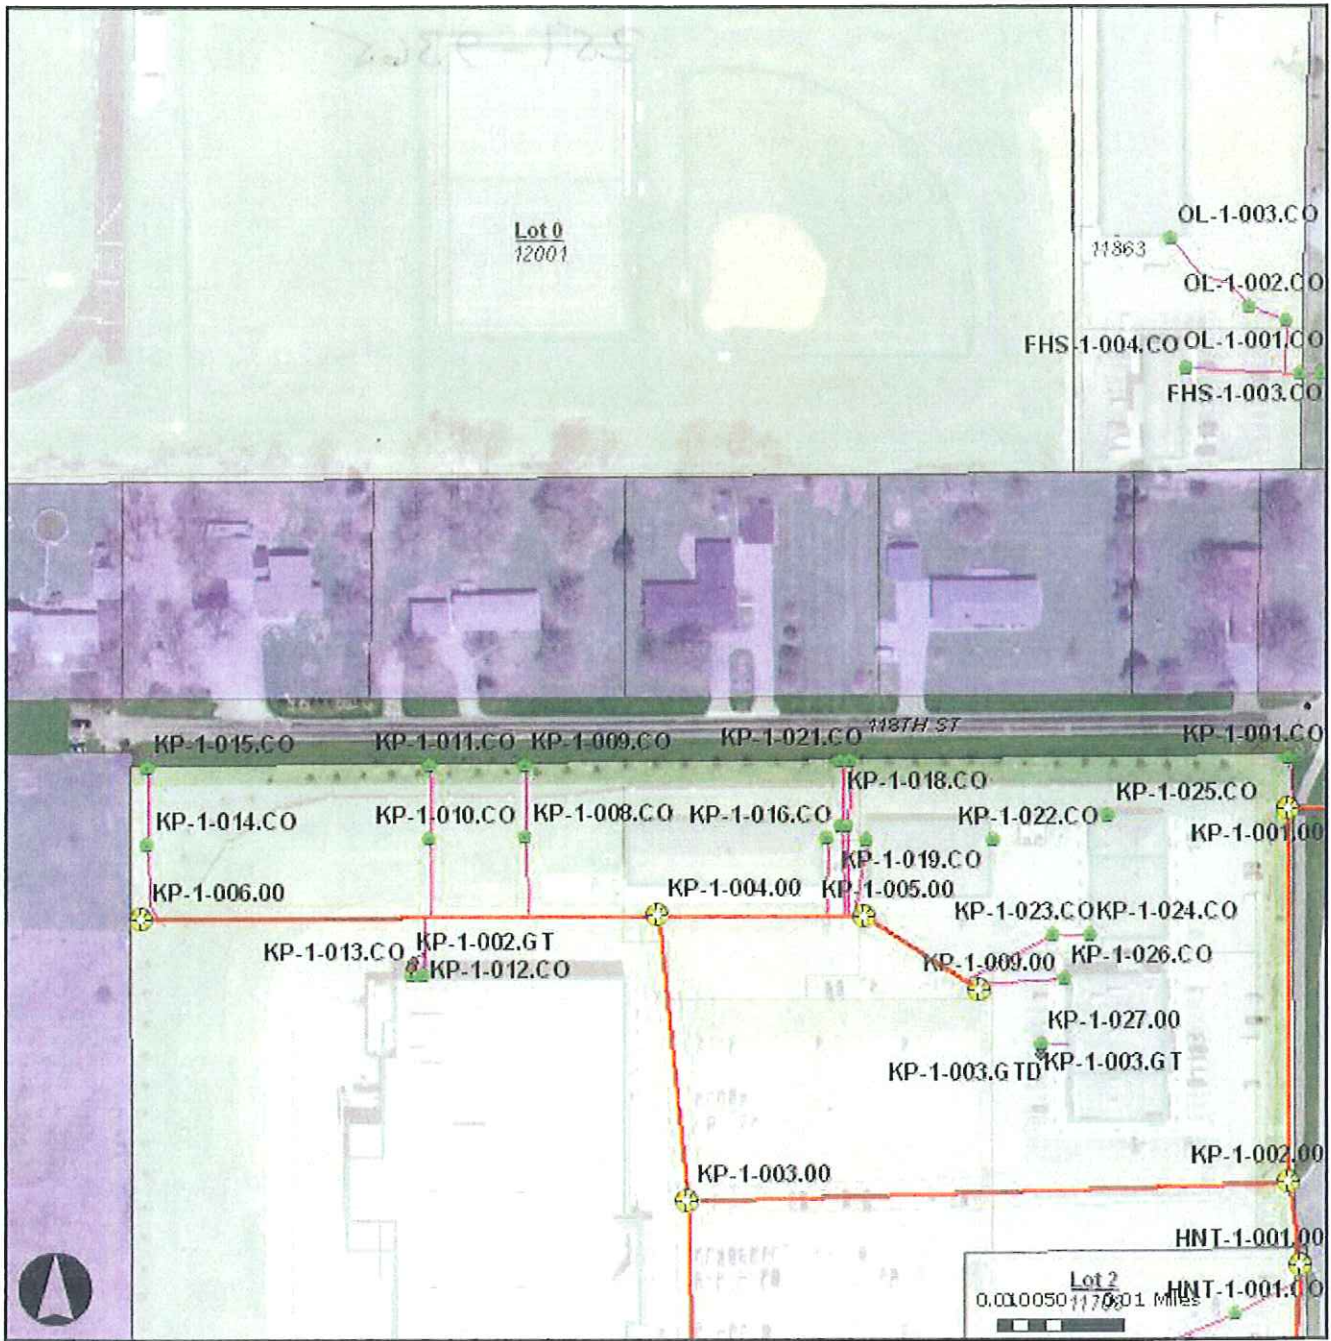 Lot 0
12001
OL-1-003.CO
11863
OL-1-002.CO
FHS-1-004.CO OL-1-001.CO
FHS-1-003.CO
118TH ST
KP-1-015.CO KP-1-011.CO KP-1-009.CO KP-1-021.CO KP-1-001.CO
KP-1-018.CO
KP-1-025.CO
KP-1-014.CO KP-1-010.CO KP-1-008.CO KP-1-016.CO KP-1-022.CO
KP-1-001.00
KP-1-019.CO
KP-1-006.00 KP-1-004.00 KP-1-005.00
KP-1-023.CO KP-1-024.CO
KP-1-013.CO KP-1-002.GT
KP-1-012.CO
KP-1-009.00 KP-1-026.CO
KP-1-027.00
KP-1-003.GTD KP-1-003.GT
KP-1-002.00
KP-1-003.00
HNT-1-001.00
Lot 2
HNT-1-001.CO
Miles